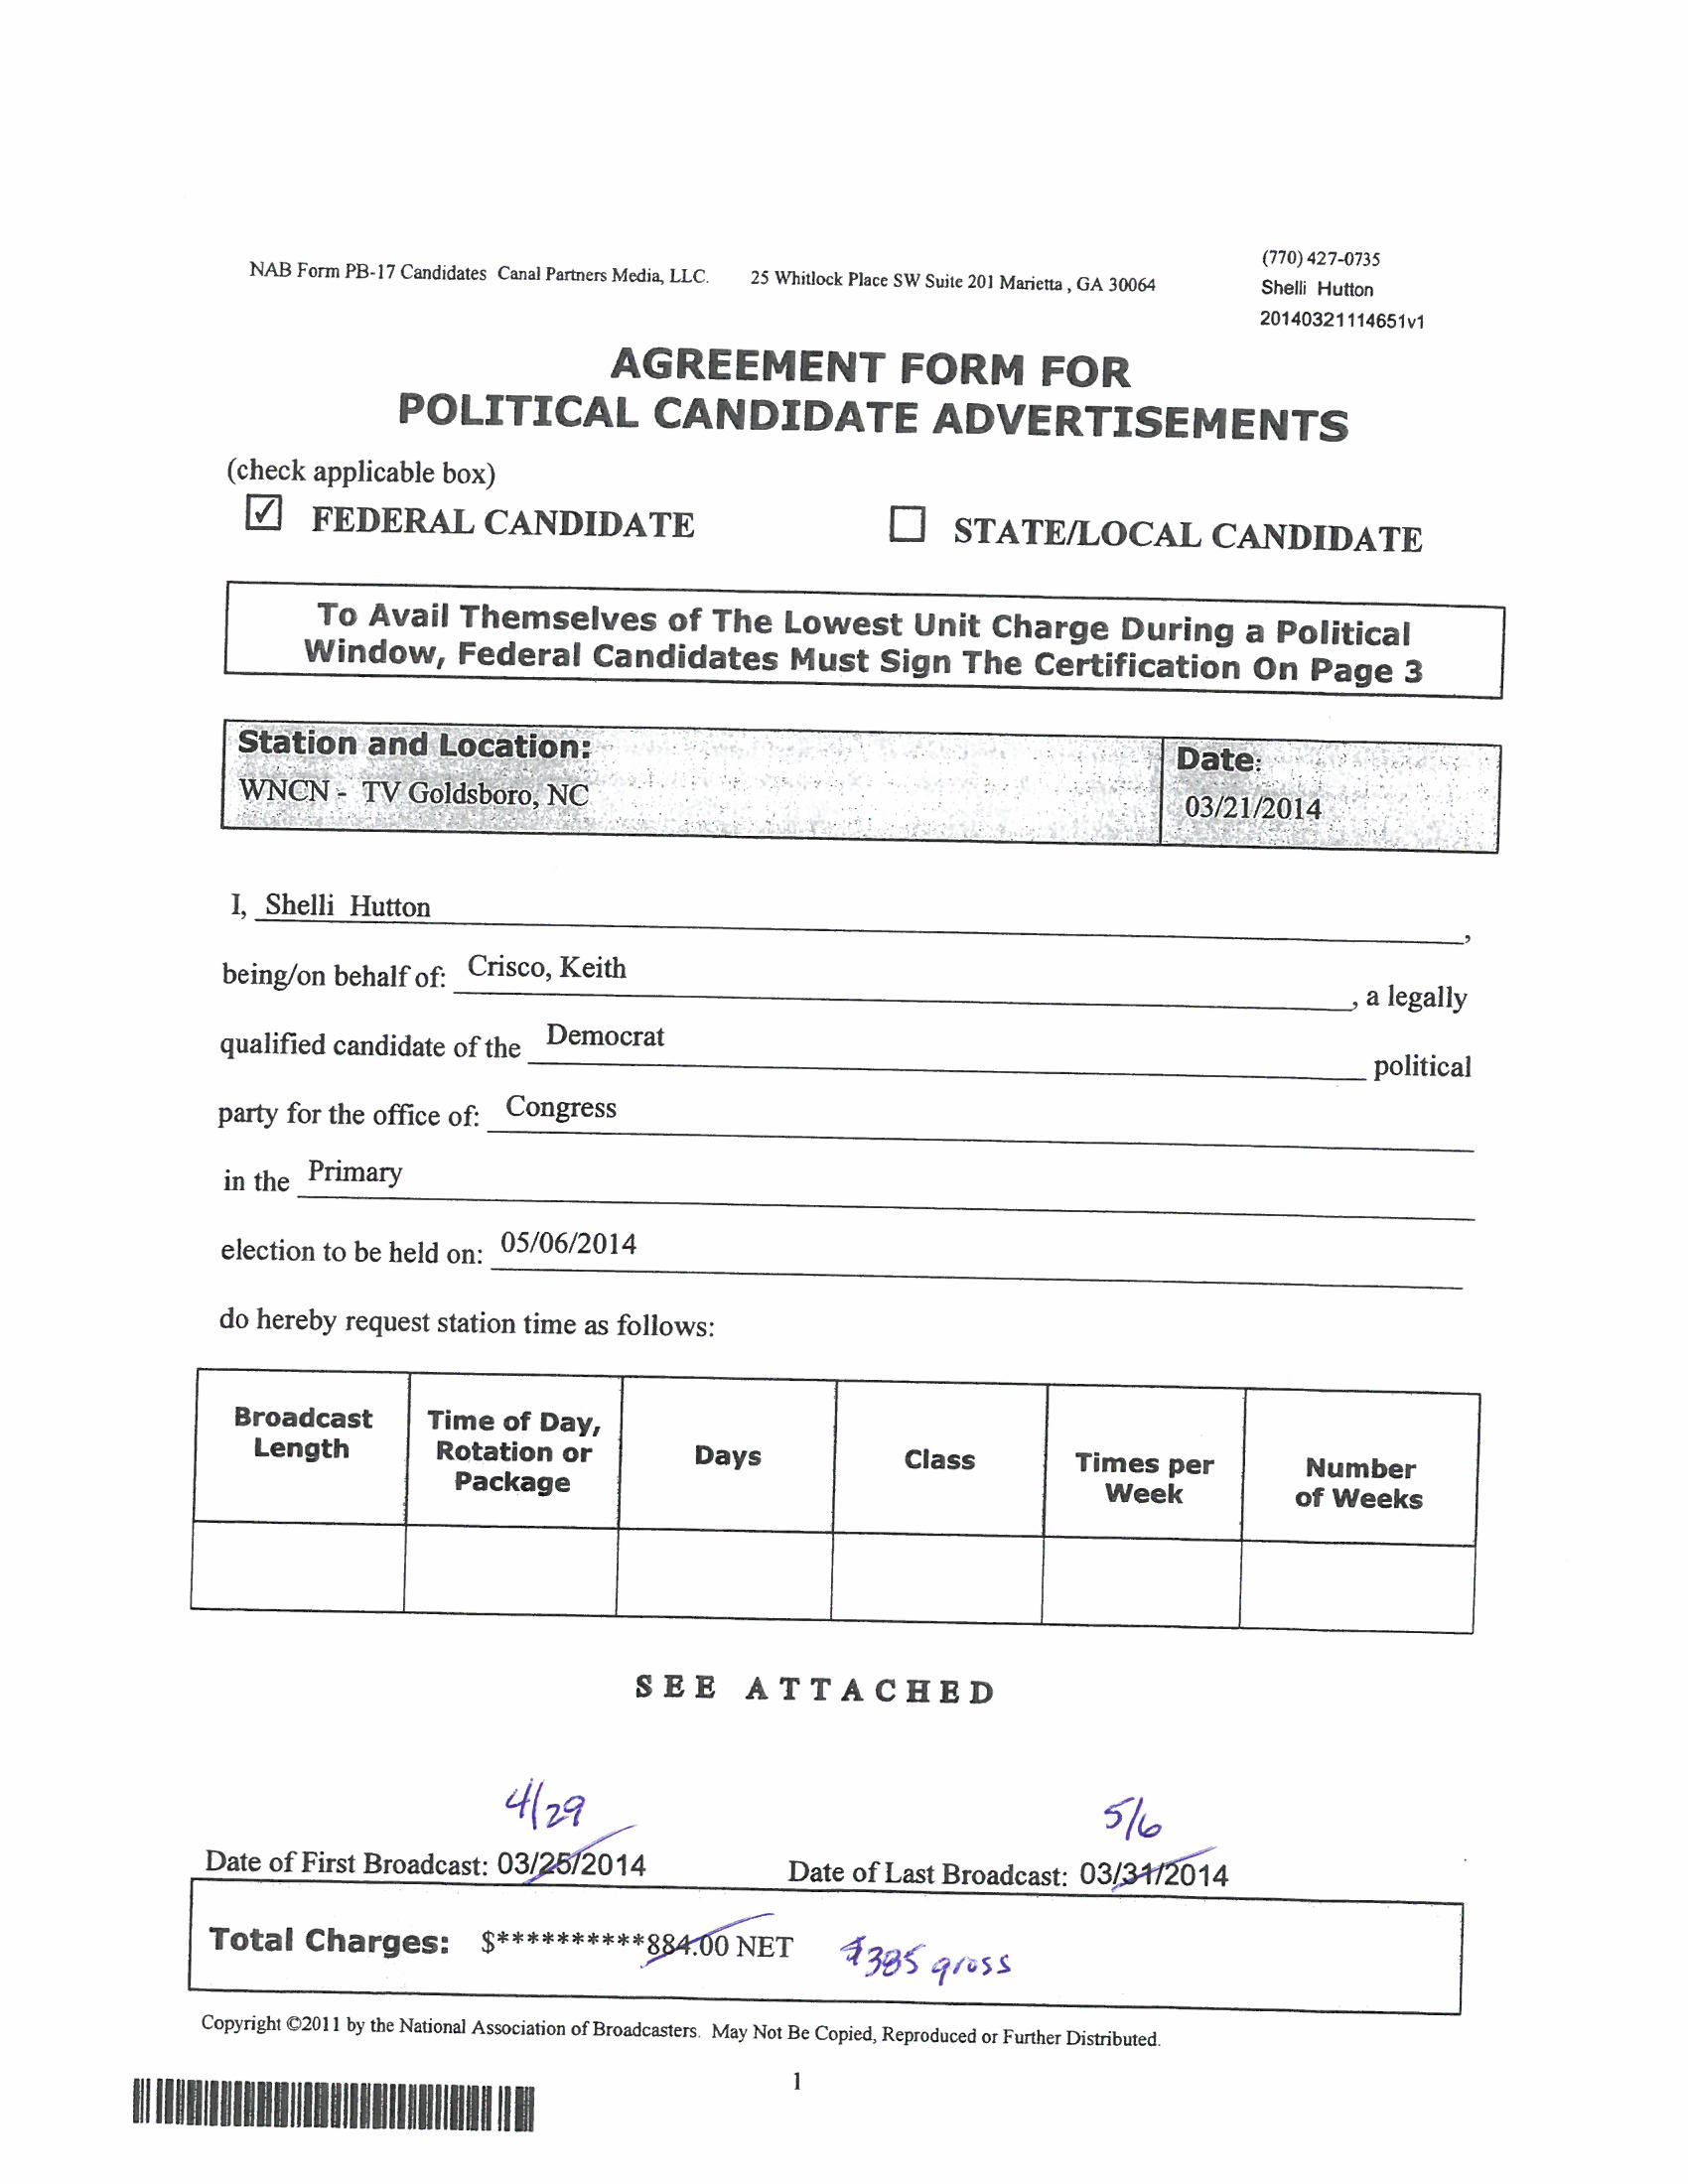 NAB Form PB-17 Candidates Canal Partners Media, LLC. 25 Whitlock Place SW Suite 201 Marietta , GA 30064
(770) 427-0735
Shelli Hutton
20140321114651v1
AGREEMENT FORM FOR
POLITICAL CANDIDATE ADVERTISEMENTS
(check applicable box)
☑ FEDERAL CANDIDATE ☐ STATE/LOCAL CANDIDATE
To Avail Themselves of The Lowest Unit Charge During a Political
Window, Federal Candidates Must Sign The Certification On Page 3
Station and Location: Date:
WNCN - TV Goldsboro, NC 03/21/2014
I, Shelli Hutton ,
being/on behalf of: Crisco, Keith , a legally
qualified candidate of the Democrat political
party for the office of: Congress
in the Primary
election to be held on: 05/06/2014
do hereby request station time as follows:
Broadcast Length
Time of Day, Rotation or Package
Days
Class
Times per Week
Number of Weeks
SEE ATTACHED
4/29 5/6
Date of First Broadcast: 03/25/2014 Date of Last Broadcast: 03/31/2014
Total Charges: $**********884.00 NET $385 gross
Copyright ©2011 by the National Association of Broadcasters. May Not Be Copied, Reproduced or Further Distributed.
1